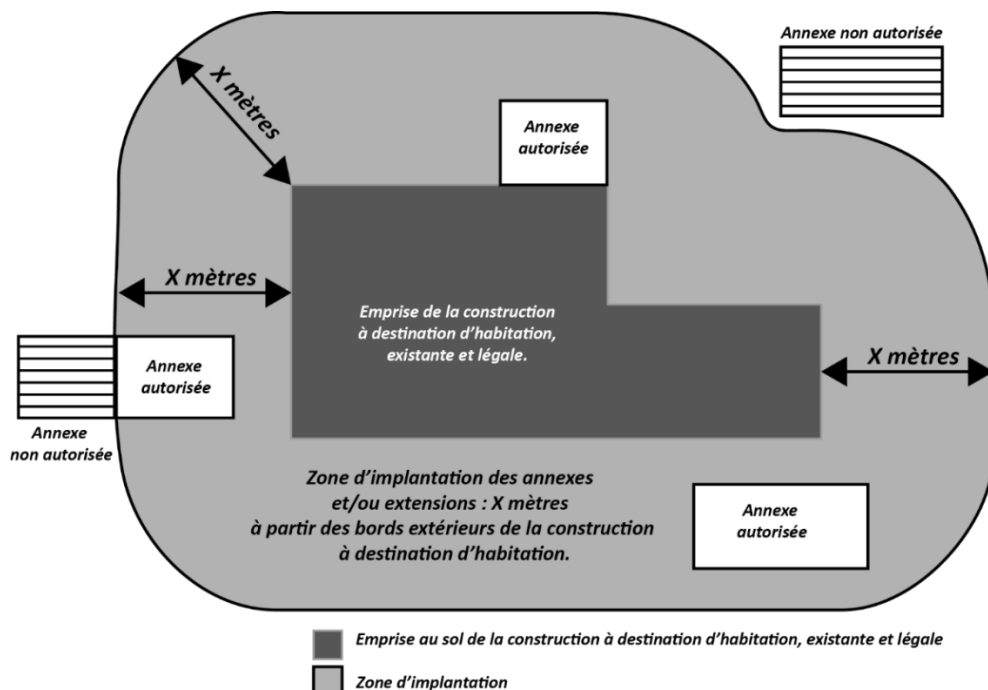 Annexe non autorisée
X mètres
Annexe
autorisée
X mètres
Emprise de la construction
à destination d'habitation,
existante et légale.
X mètres
Annexe
autorisée
Annexe
non autorisée
Zone d'implantation des annexes
et/ou extensions : X mètres
à partir des bords extérieurs de la construction
à destination d'habitation.
Annexe
autorisée
Emprise au sol de la construction à destination d'habitation, existante et légale
Zone d'implantation